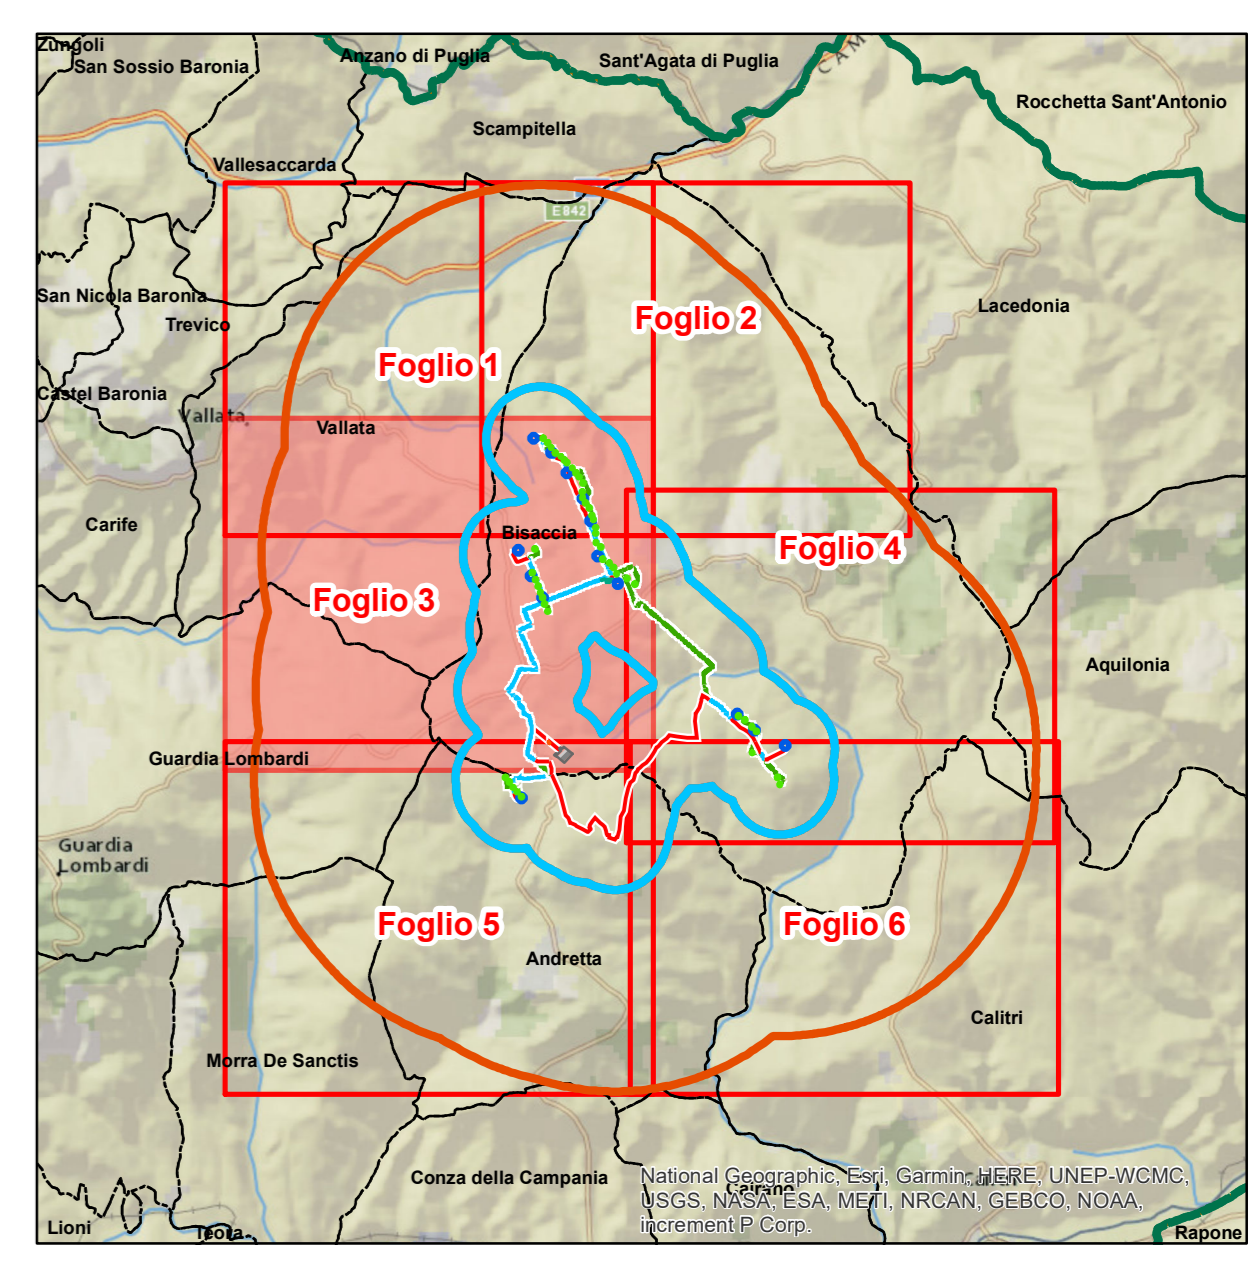 Zungoli
San Sossio Baronia
Anzano di Puglia
Sant'Agata di Puglia
CAM
Rocchetta Sant'Antonio
Scampitella
Vallesaccarda
E842
San Nicola Baronia
Trevico
Lacedonia
Foglio 2
Foglio 1
Castel Baronia
Vallata
Vallata
Carife
Bisaccia
Foglio 4
Foglio 3
Aquilonia
Guardia Lombardi
Guardia
Lombardi
Foglio 5
Foglio 6
Andretta
Calitri
Morra De Sanctis
Conza della Campania
National Geographic, Esri, Garmin, HERE, UNEP-WCMC,
USGS, NASA, ESA, METI, NRCAN, GEBCO, NOAA,
increment P Corp.
Cairano
Lioni
Teora
Rapone